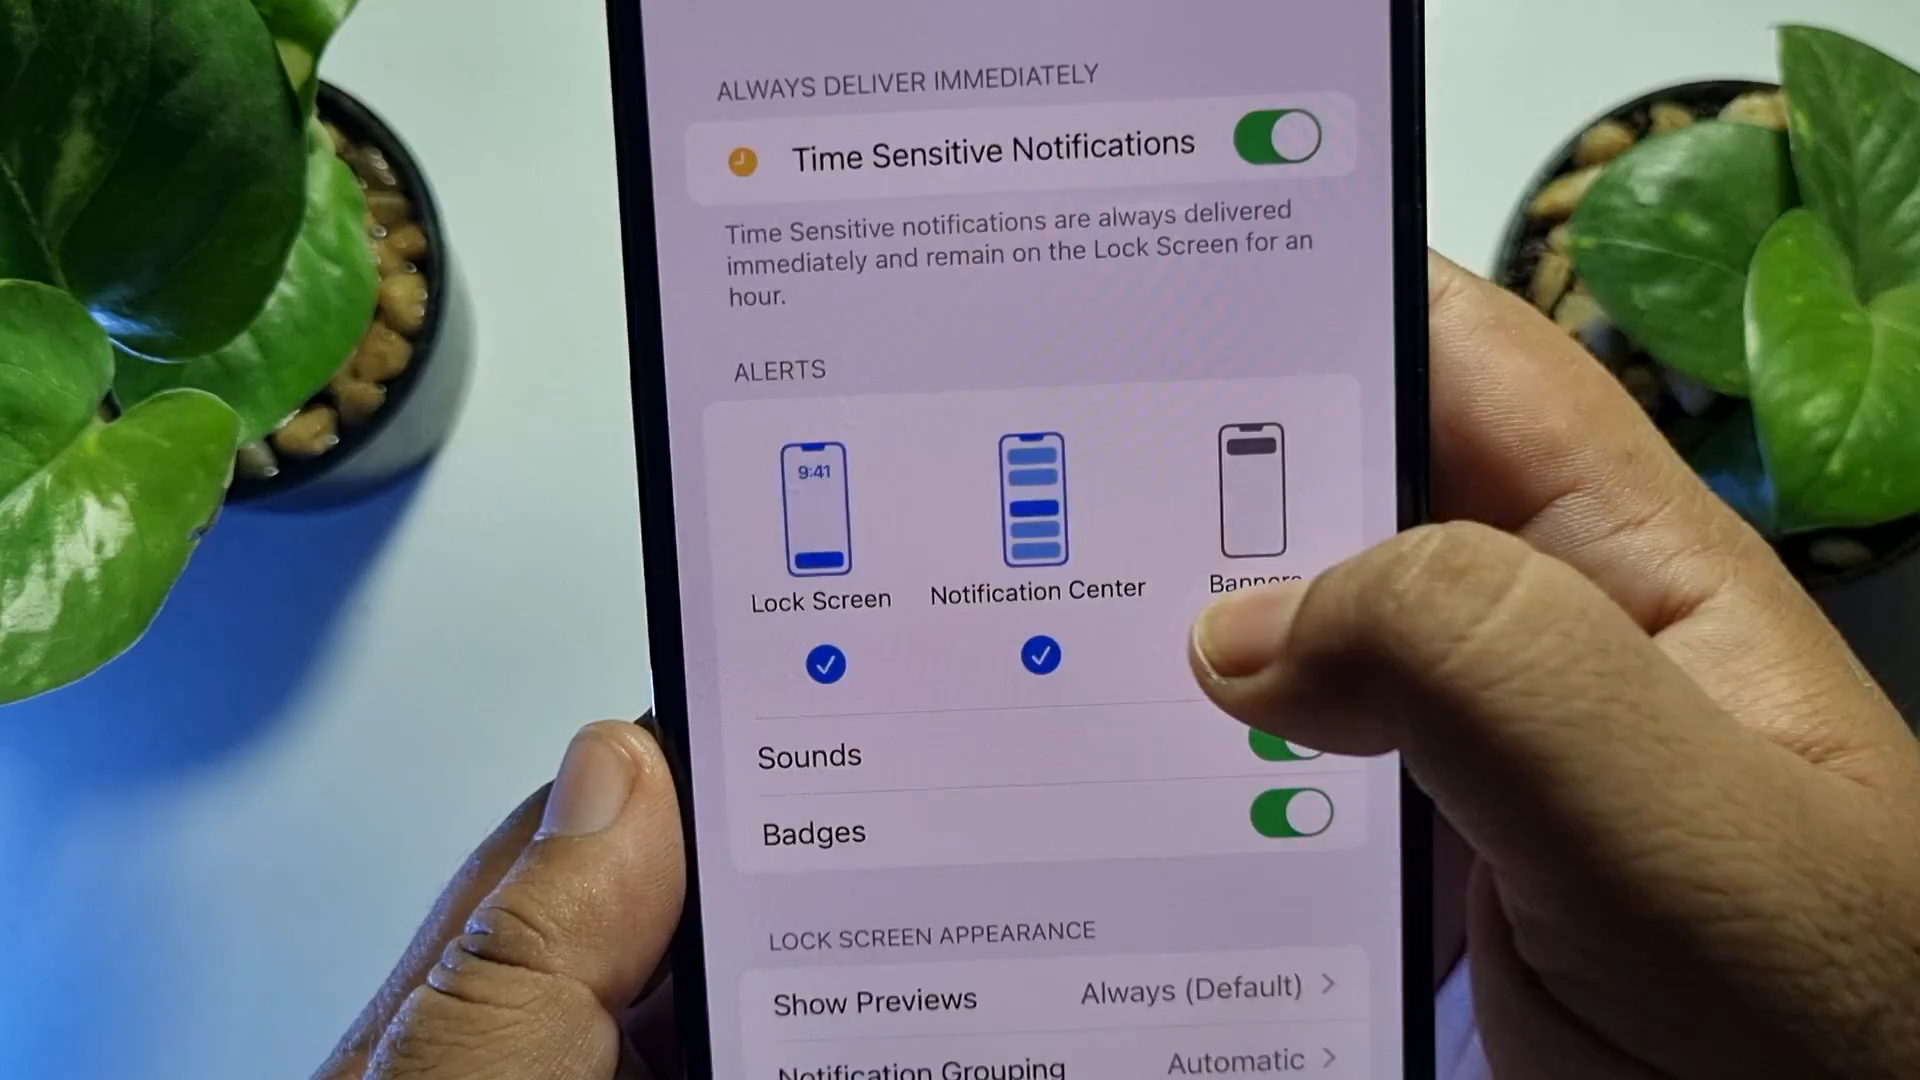 ALWAYS DELIVER IMMEDIATELY
Time Sensitive Notifications
Time Sensitive notifications are always delivered
immediately and remain on the Lock Screen for an
hour.
ALERTS
9:41
Lock Screen
Notification Center
Banners
Sounds
Badges
LOCK SCREEN APPEARANCE
Show Previews Always (Default)
Notification Grouping Automatic